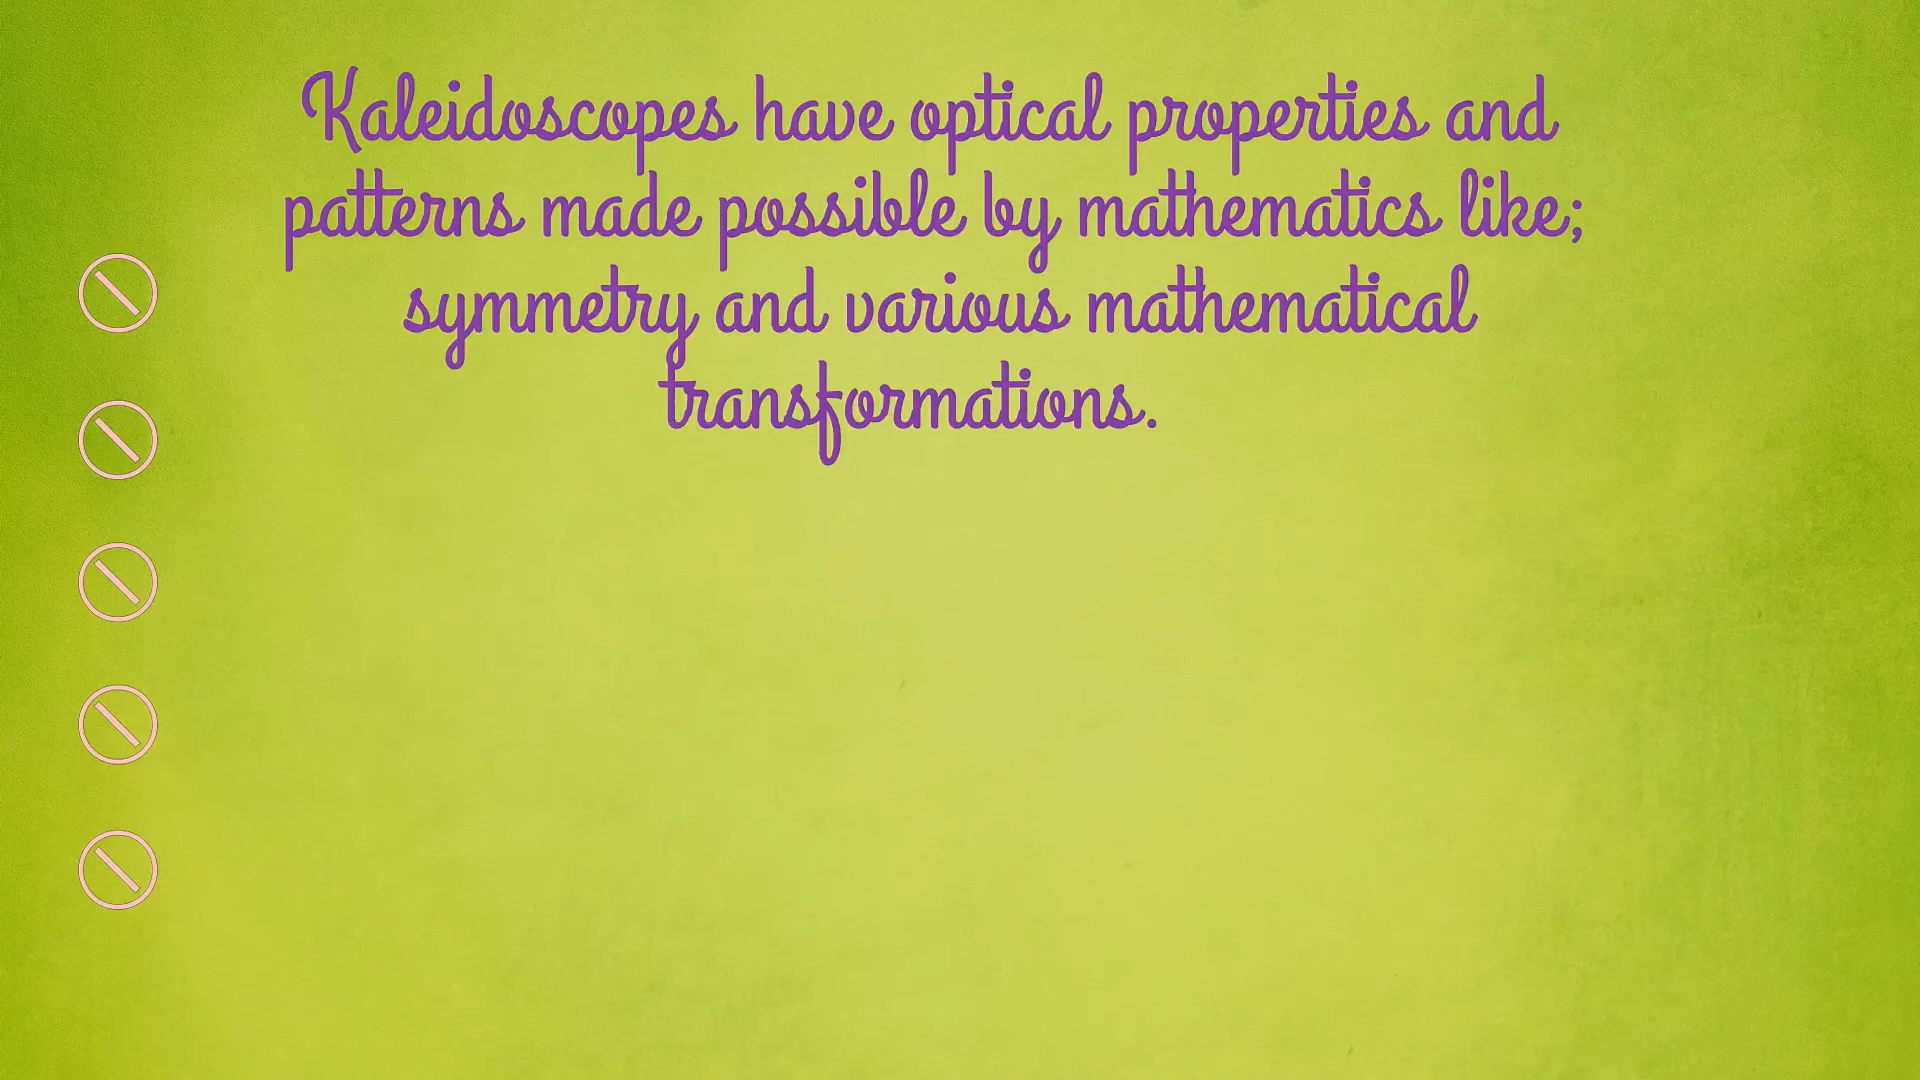 Kaleidoscopes have optical properties and
patterns made possible by mathematics like;
symmetry and various mathematical
transformations.